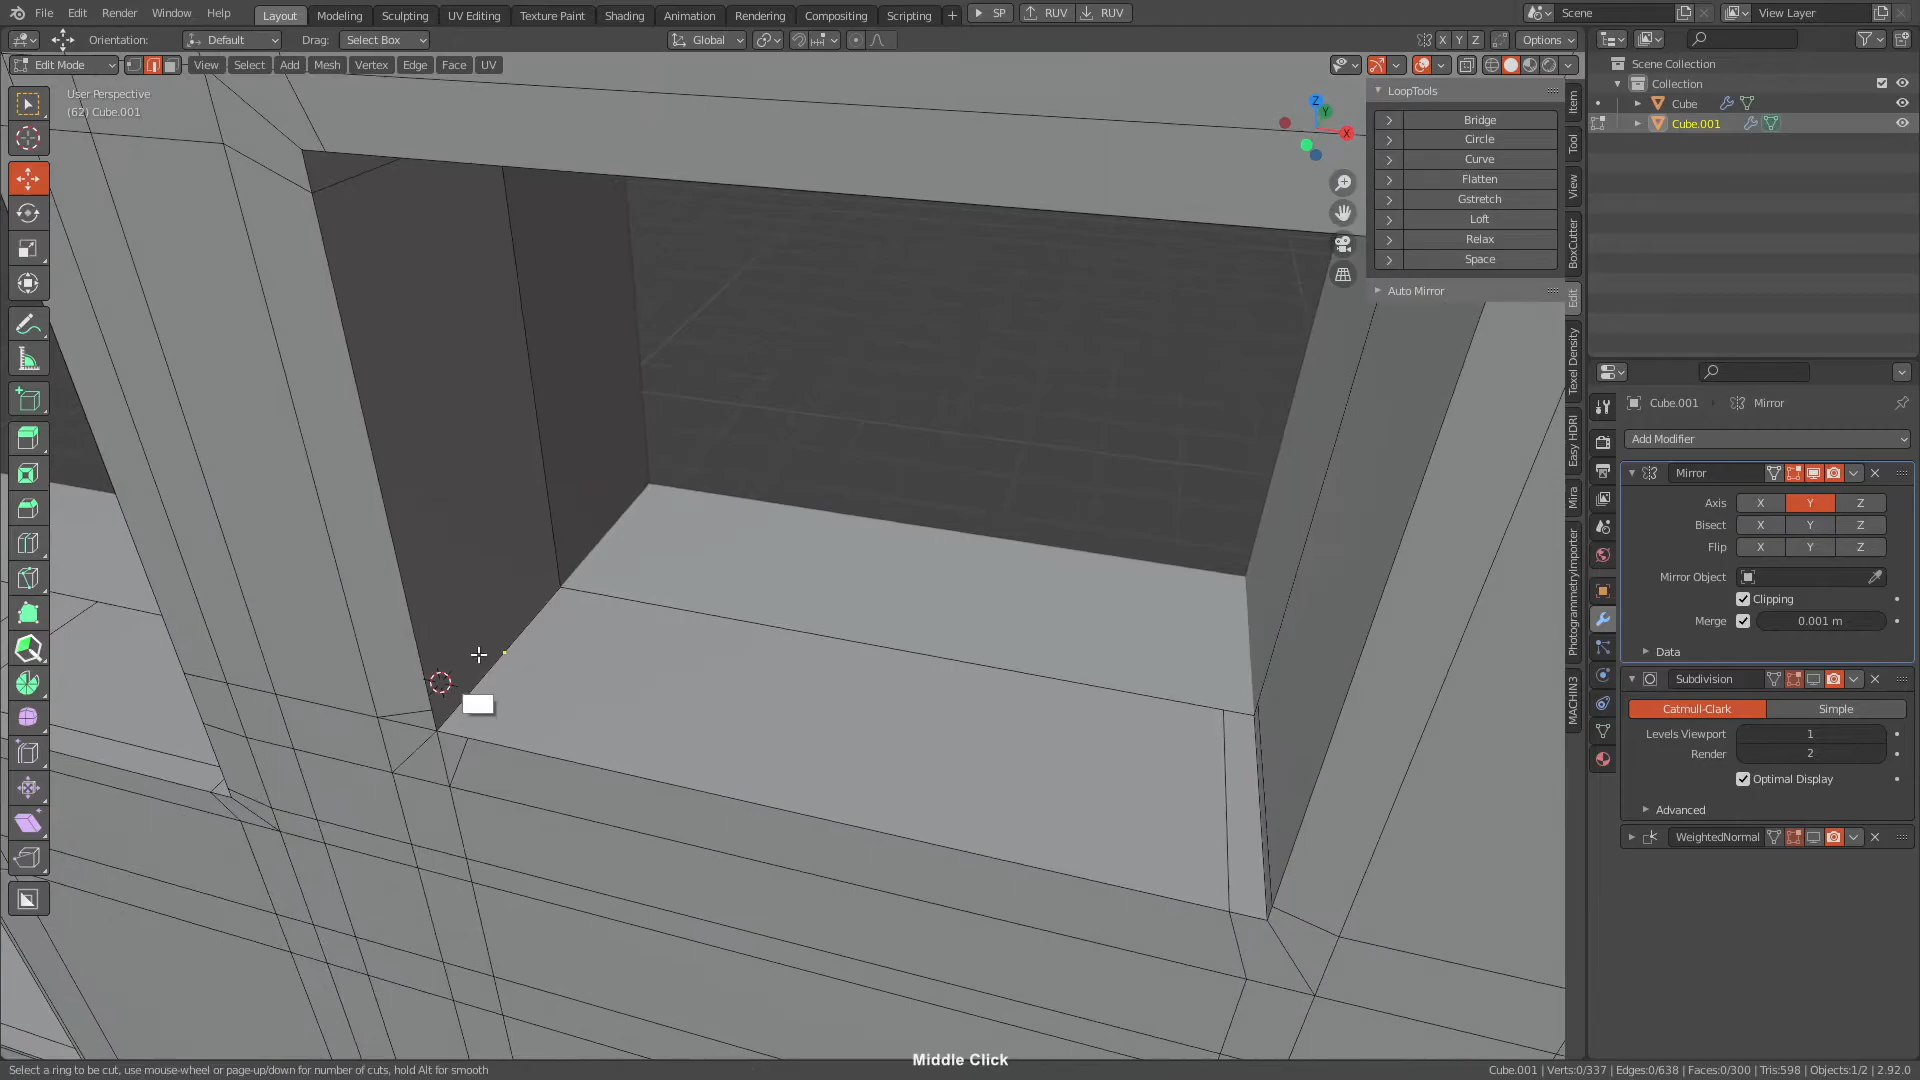 File Edit Render Window Help Layout Modeling Sculpting UV Editing Texture Paint Shading Animation Rendering Compositing Scripting + SP RUV RUV Scene View Layer
Orientation: Default Drag: Select Box Global X Y Z Options
Edit Mode View Select Add Mesh Vertex Edge Face UV
User Perspective
(62) Cube.001
Z
Y
X
LoopTools
Bridge
Circle
Curve
Flatten
Gstretch
Loft
Relax
Space
Auto Mirror
Item
Tool
View
BoxCutter
Edit
Texel Density
Easy HDRI
Mira
PhotogrammetryImporter
MACHIN3
Scene Collection
Collection
Cube
Cube.001
Cube.001 › Mirror
Add Modifier
Mirror
Axis X Y Z
Bisect X Y Z
Flip X Y Z
Mirror Object
Clipping
Merge 0.001 m
Data
Subdivision
Catmull-Clark Simple
Levels Viewport 1
Render 2
Optimal Display
Advanced
WeightedNormal
Middle Click
Select a ring to be cut, use mouse-wheel or page-up/down for number of cuts, hold Alt for smooth
Cube.001 | Verts:0/337 | Edges:0/638 | Faces:0/300 | Tris:598 | Objects:1/2 | 2.92.0